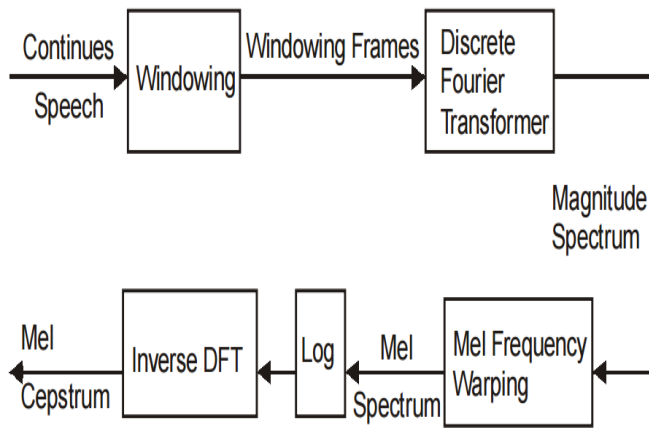 Continues
Speech
Windowing
Windowing Frames
Discrete
Fourier
Transformer
Magnitude
Spectrum
Mel Frequency
Warping
Mel
Spectrum
Log
Inverse DFT
Mel
Cepstrum